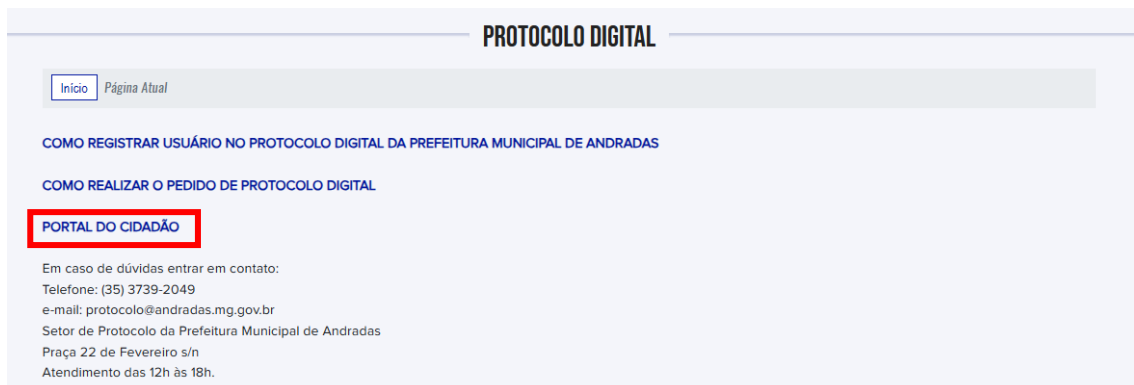 PROTOCOLO DIGITAL
Início Página Atual
COMO REGISTRAR USUÁRIO NO PROTOCOLO DIGITAL DA PREFEITURA MUNICIPAL DE ANDRADAS
COMO REALIZAR O PEDIDO DE PROTOCOLO DIGITAL
PORTAL DO CIDADÃO
Em caso de dúvidas entrar em contato:
Telefone: (35) 3739-2049
e-mail: protocolo@andradas.mg.gov.br
Setor de Protocolo da Prefeitura Municipal de Andradas
Praça 22 de Fevereiro s/n
Atendimento das 12h às 18h.